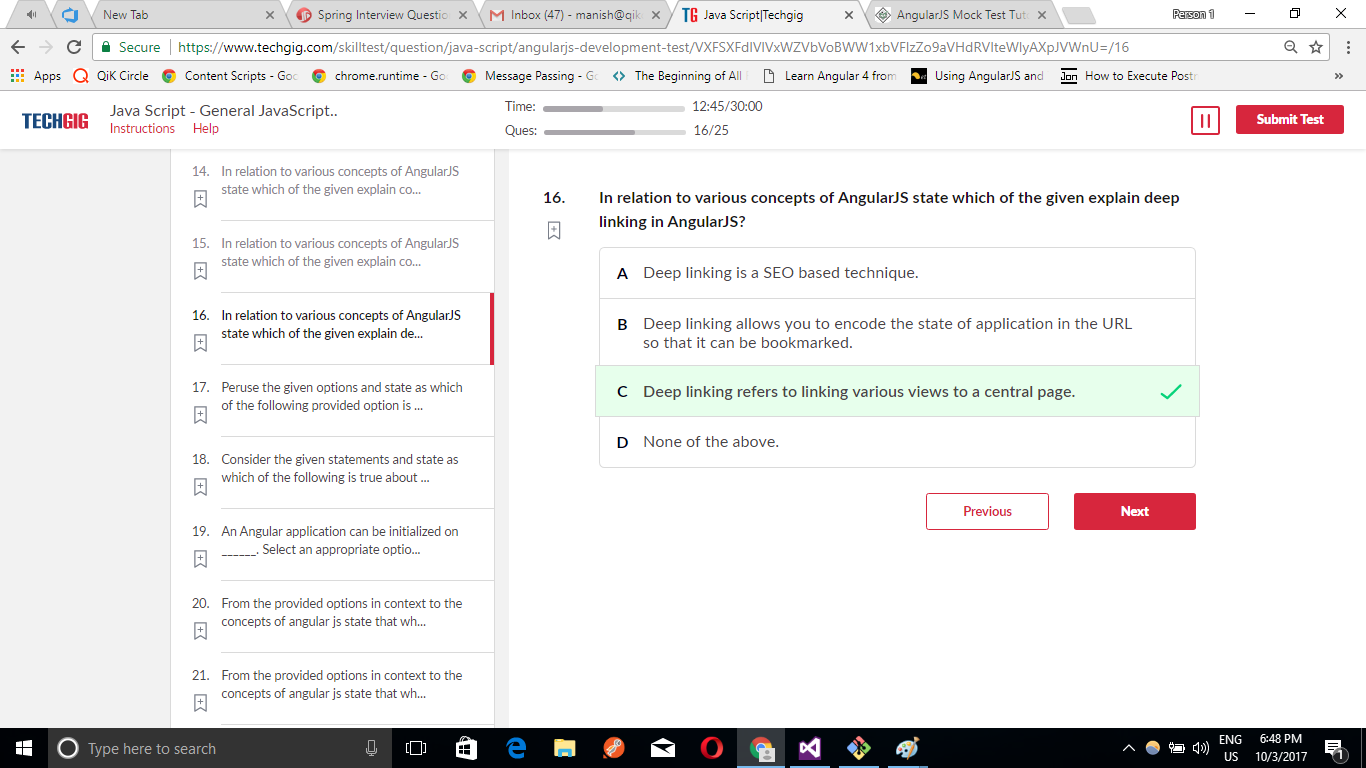 New Tab
Spring Interview Questio
Inbox (47) - manish@qik
Java Script|Techgig
AngularJS Mock Test Tut
Person 1
Secure
https://www.techgig.com/skilltest/question/java-script/angularjs-development-test/VXFSXFdIVlVxWZVbVoBWW1xbVFlzZo9aVHdRVlteWlyAXpJVWnU=/16
Apps
QiK Circle
Content Scripts - Goo
chrome.runtime - Go
Message Passing - Go
The Beginning of All
Learn Angular 4 from
Using AngularJS and
Jan
How to Execute Post
»
TECHGIG
Java Script - General JavaScript..
Instructions
Help
Time:
12:45/30:00
Ques:
16/25
Submit Test
14. In relation to various concepts of AngularJS
state which of the given explain co...
15. In relation to various concepts of AngularJS
state which of the given explain co...
16. In relation to various concepts of AngularJS
state which of the given explain de...
17. Peruse the given options and state as which
of the following provided option is ...
18. Consider the given statements and state as
which of the following is true about ...
19. An Angular application can be initialized on
______. Select an appropriate optio...
20. From the provided options in context to the
concepts of angular js state that wh...
21. From the provided options in context to the
concepts of angular js state that wh...
16. In relation to various concepts of AngularJS state which of the given explain deep
linking in AngularJS?
A Deep linking is a SEO based technique.
B Deep linking allows you to encode the state of application in the URL
so that it can be bookmarked.
C Deep linking refers to linking various views to a central page.
D None of the above.
Previous
Next
Type here to search
ENG
US
6:48 PM
10/3/2017
1